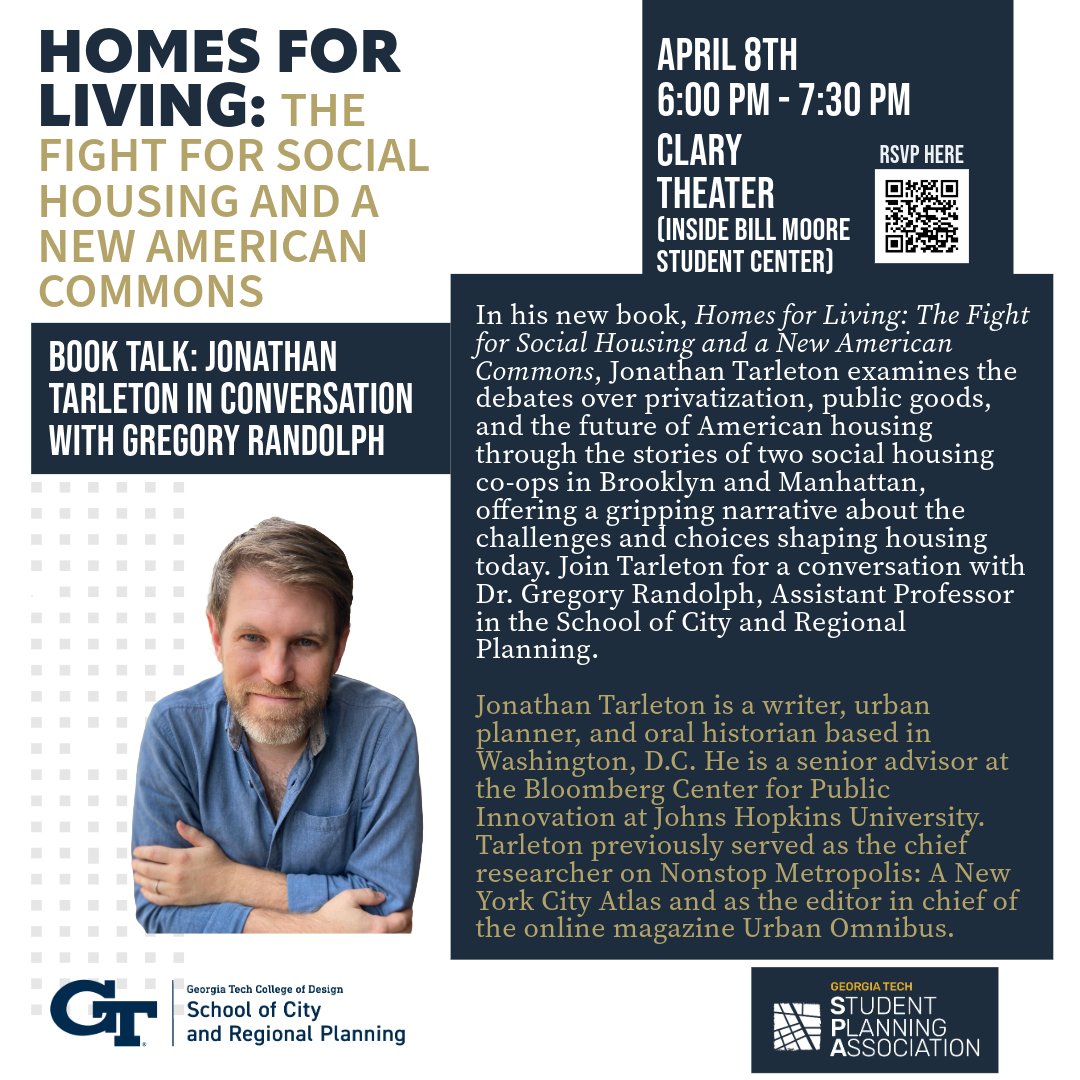 HOMES FOR
LIVING: THE
FIGHT FOR SOCIAL
HOUSING AND A
NEW AMERICAN
COMMONS
BOOK TALK: JONATHAN
TARLETON IN CONVERSATION
WITH GREGORY RANDOLPH
APRIL 8TH
6:00 PM - 7:30 PM
CLARY
THEATER
(INSIDE BILL MOORE
STUDENT CENTER)
RSVP HERE
In his new book, Homes for Living: The Fight
for Social Housing and a New American
Commons, Jonathan Tarleton examines the
debates over privatization, public goods,
and the future of American housing
through the stories of two social housing
co-ops in Brooklyn and Manhattan,
offering a gripping narrative about the
challenges and choices shaping housing
today. Join Tarleton for a conversation with
Dr. Gregory Randolph, Assistant Professor
in the School of City and Regional
Planning.
Jonathan Tarleton is a writer, urban
planner, and oral historian based in
Washington, D.C. He is a senior advisor at
the Bloomberg Center for Public
Innovation at Johns Hopkins University.
Tarleton previously served as the chief
researcher on Nonstop Metropolis: A New
York City Atlas and as the editor in chief of
the online magazine Urban Omnibus.
GT
Georgia Tech College of Design
School of City
and Regional Planning
GEORGIA TECH
STUDENT
PLANNING
ASSOCIATION